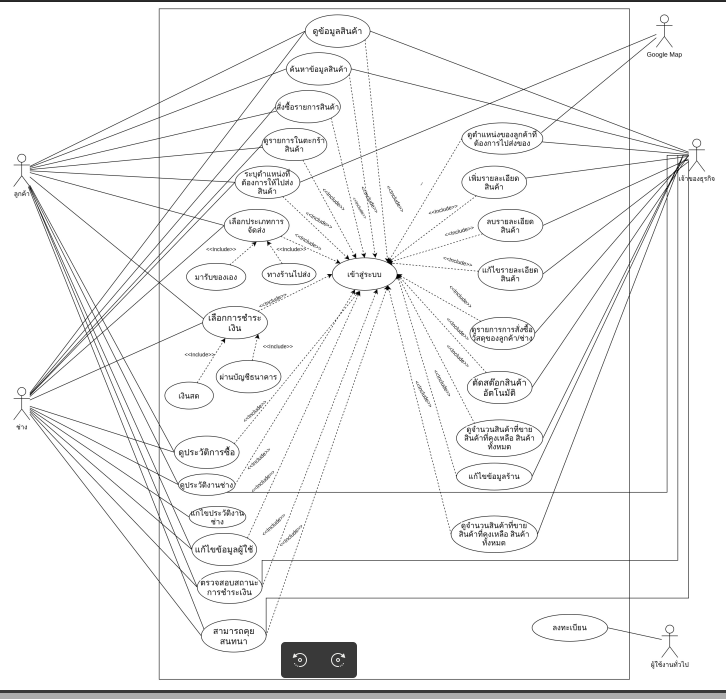 ดูข้อมูลสินค้า
Google Map
ค้นหาข้อมูลสินค้า
สั่งซื้อรายการสินค้า
ดูรายการในตะกร้า
สินค้า
ดูตำแหน่งของลูกค้าที่
ต้องการไปส่งของ
ลูกค้า
ระบุตำแหน่งที่
ต้องการให้ไปส่ง
สินค้า
เพิ่มรายละเอียด
สินค้า
เจ้าของธุรกิจ
<<Include>>
<<Include>>
<<Include>>
<<Include>>
<<Include>>
เลือกประเภทการ
จัดส่ง
<<Include>>
ลบรายละเอียด
สินค้า
<<Include>>
<<Include>>
<<Include>>
<<Include>>
<<Include>>
มารับของเอง
ทางร้านไปส่ง
เข้าสู่ระบบ
แก้ไขรายละเอียด
สินค้า
<<Include>>
<<Include>>
เลือกการชำระ
เงิน
ดูรายการการสั่งซื้อ
วัสดุของลูกค้า/ช่าง
<<Include>>
<<Include>>
<<Include>>
<<Include>>
ผ่านบัญชีธนาคาร
ตัดสต๊อกสินค้า
อัตโนมัติ
<<Include>>
<<Include>>
เงินสด
ช่าง
<<Include>>
ดูจำนวนสินค้าที่ขาย
สินค้าที่คงเหลือ สินค้า
ทั้งหมด
ดูประวัติการซื้อ
<<Include>>
แก้ไขข้อมูลร้าน
ดูประวัติงานช่าง
<<Include>>
แก้ไขประวัติงาน
ช่าง
<<Include>>
<<Include>>
ดูจำนวนสินค้าที่ขาย
สินค้าที่คงเหลือ สินค้า
ทั้งหมด
แก้ไขข้อมูลผู้ใช้
ตรวจสอบสถานะ
การชำระเงิน
สามารถคุย
สนทนา
ลงทะเบียน
ผู้ใช้งานทั่วไป